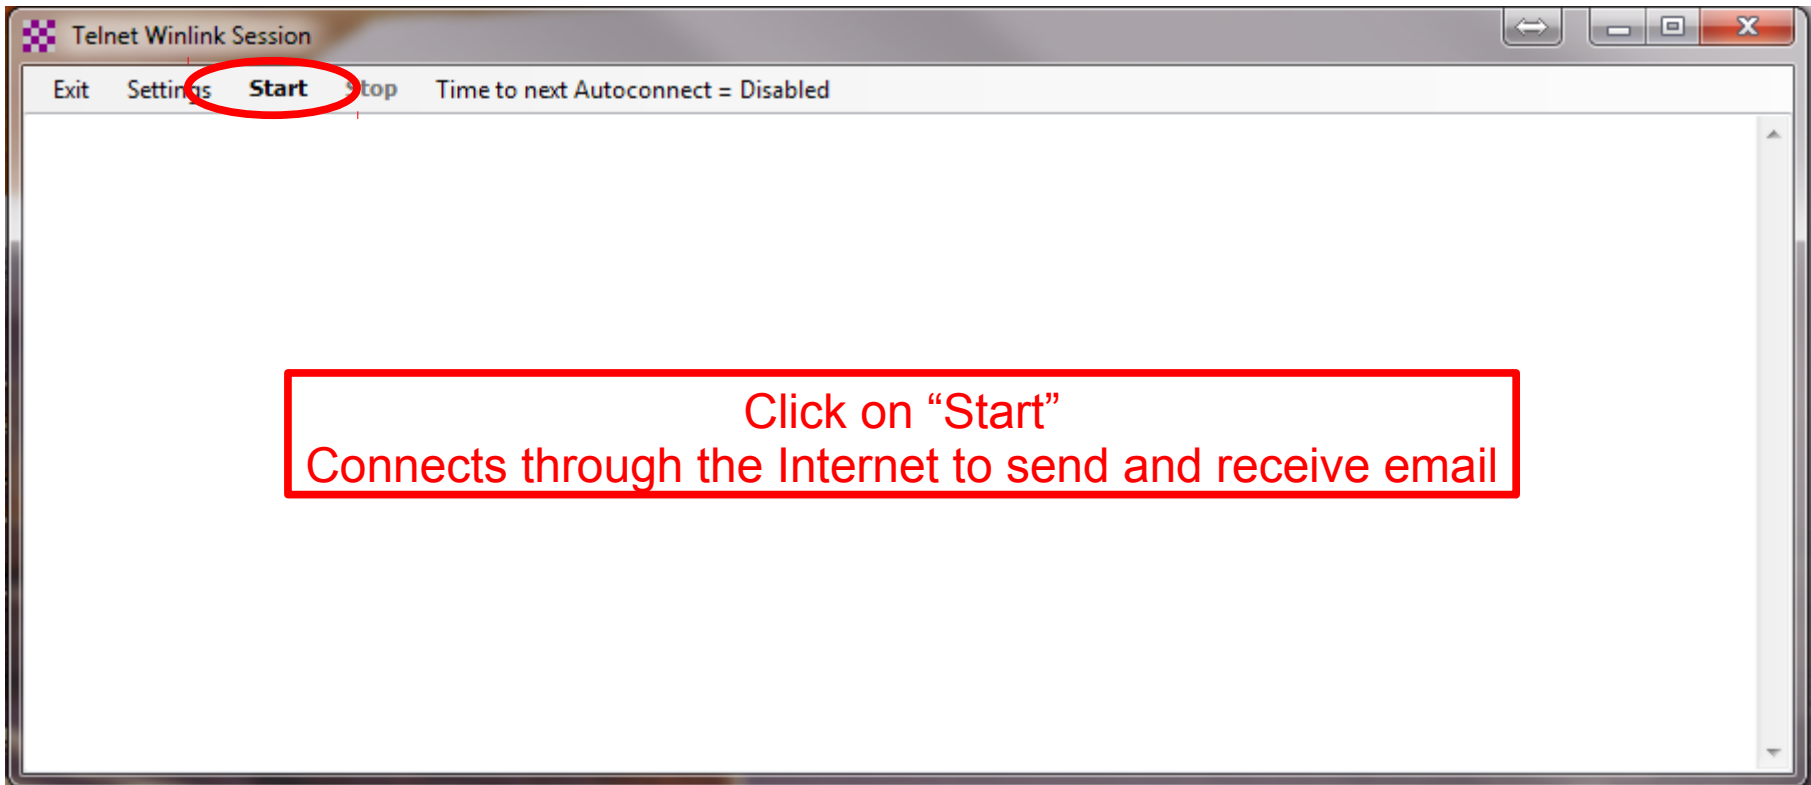 Telnet Winlink Session
Exit Settings Start Stop Time to next Autoconnect = Disabled
Click on “Start”
Connects through the Internet to send and receive email